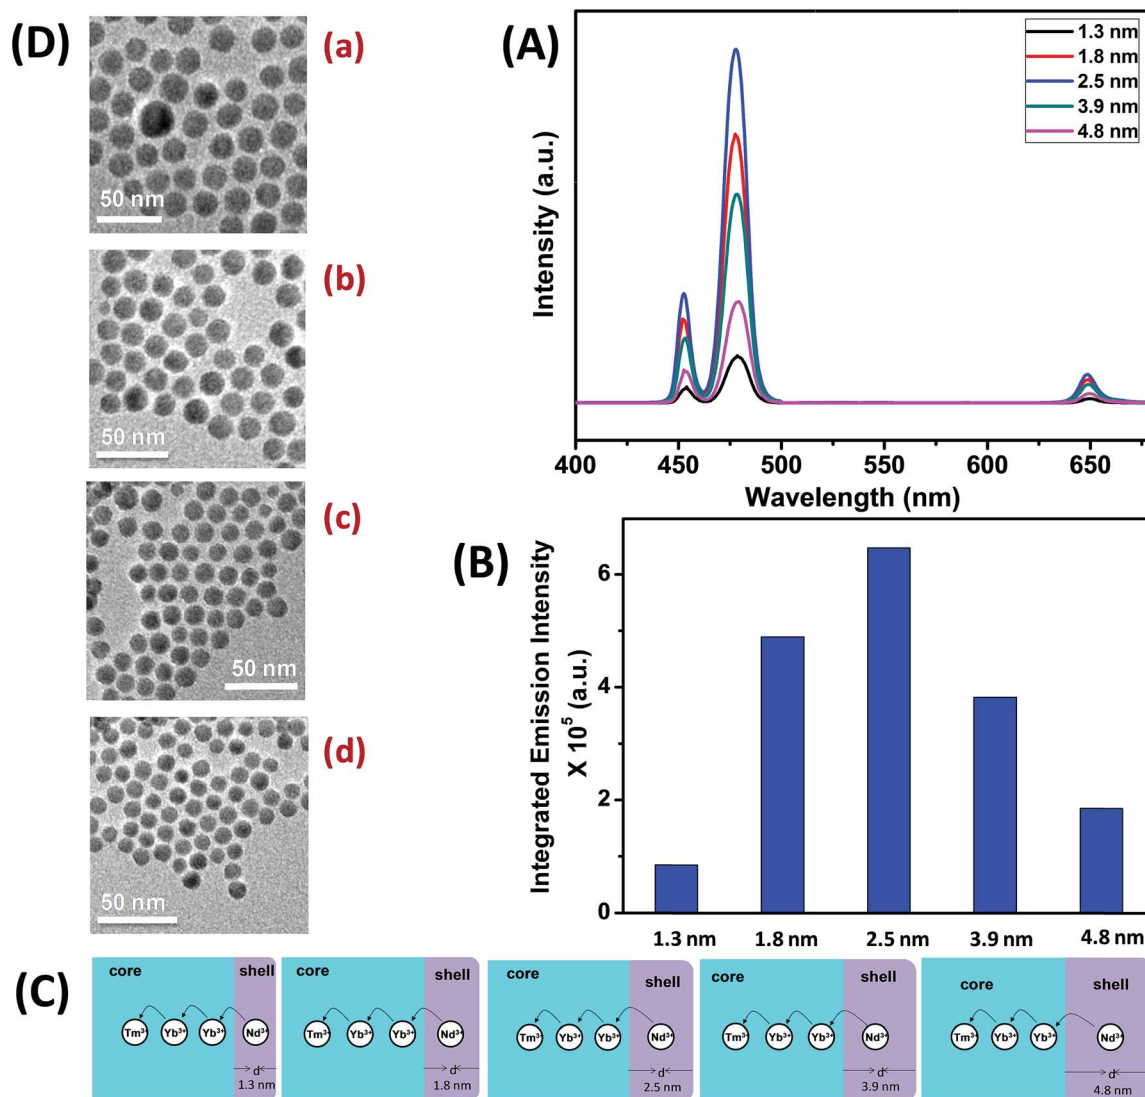 (D)
(a)
50 nm
(b)
50 nm
(c)
50 nm
(d)
50 nm
(A)
1.3 nm
1.8 nm
2.5 nm
3.9 nm
4.8 nm
Intensity (a.u.)
400 450 500 550 600 650
Wavelength (nm)
(B)
Integrated Emission Intensity
X 10⁵ (a.u.)
6
4
2
0
1.3 nm 1.8 nm 2.5 nm 3.9 nm 4.8 nm
(C)
core shell
Tm³⁺ Yb³⁺ Yb³⁺ Nd³⁺
d
1.3 nm
core shell
Tm³⁺ Yb³⁺ Yb³⁺ Nd³⁺
d
1.8 nm
core shell
Tm³⁺ Yb³⁺ Yb³⁺ Nd³⁺
d
2.5 nm
core shell
Tm³⁺ Yb³⁺ Yb³⁺ Nd³⁺
d
3.9 nm
core shell
Tm³⁺ Yb³⁺ Yb³⁺ Nd³⁺
d
4.8 nm